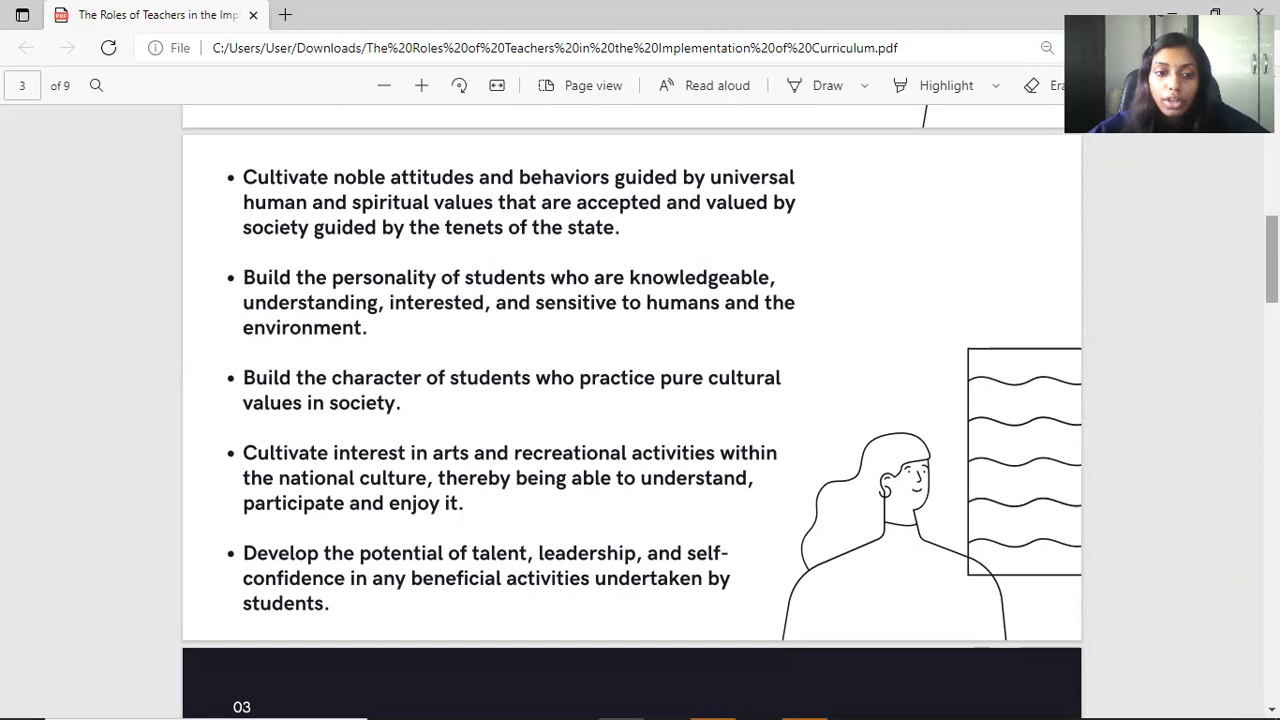 The Roles of Teachers in the Imp
File
C:/Users/User/Downloads/The%20Roles%20of%20Teachers%20in%20the%20Implementation%20of%20Curriculum.pdf
3 of 9
Page view
Read aloud
Draw
Highlight
Era
• Cultivate noble attitudes and behaviors guided by universal
human and spiritual values that are accepted and valued by
society guided by the tenets of the state.
• Build the personality of students who are knowledgeable,
understanding, interested, and sensitive to humans and the
environment.
• Build the character of students who practice pure cultural
values in society.
• Cultivate interest in arts and recreational activities within
the national culture, thereby being able to understand,
participate and enjoy it.
• Develop the potential of talent, leadership, and self-
confidence in any beneficial activities undertaken by
students.
03